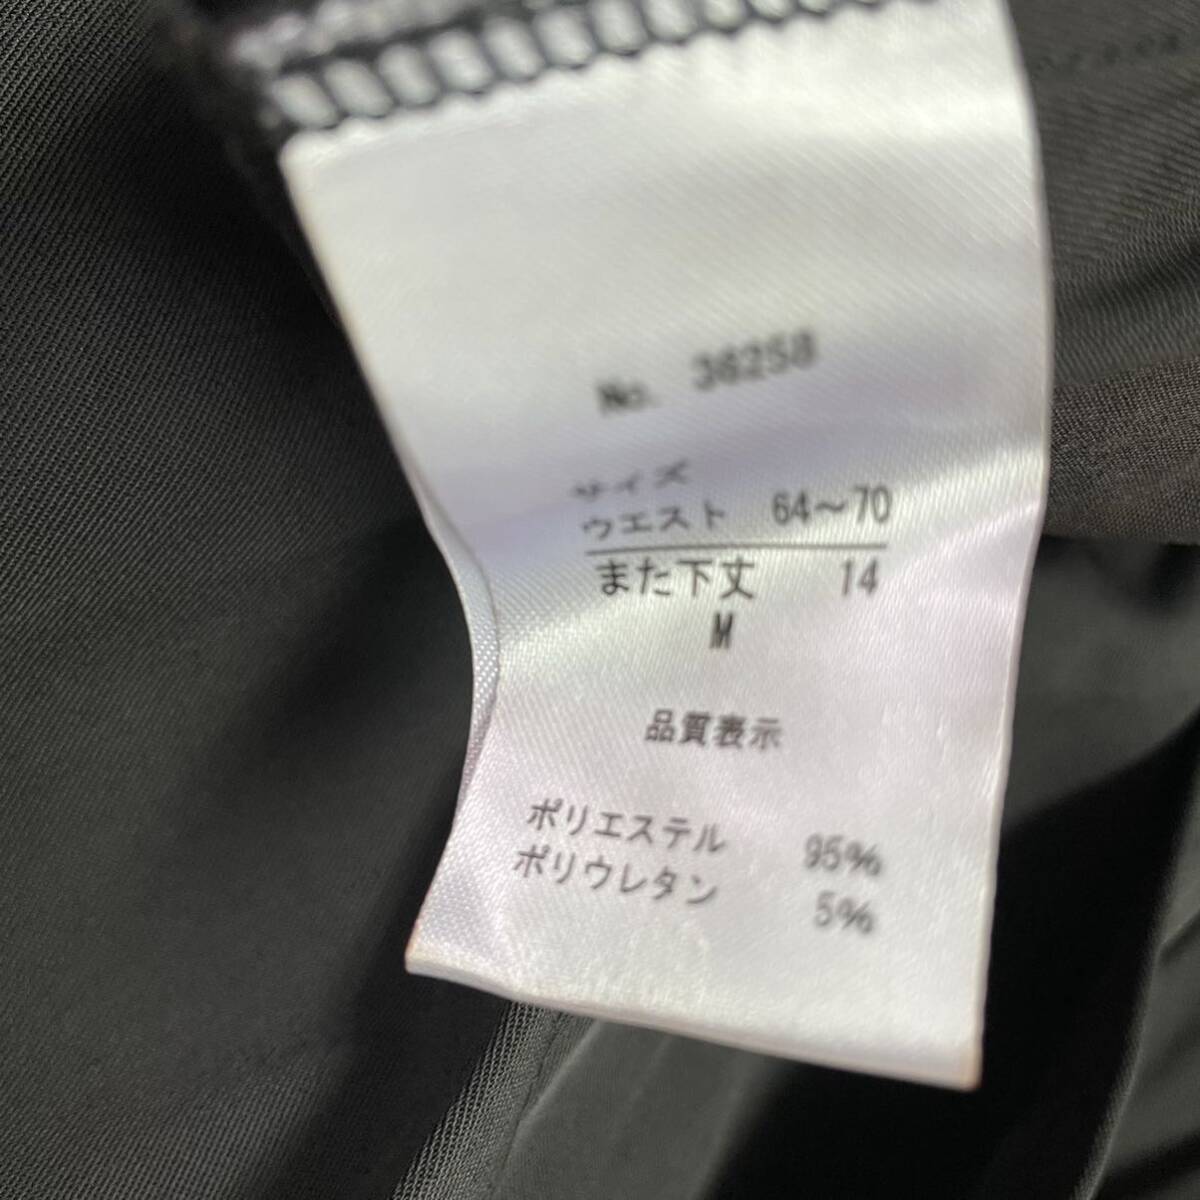 No. 36258
サイズ
ウエスト 64～70
また下丈 14
M
品質表示
ポリエステル 95%
ポリウレタン 5%